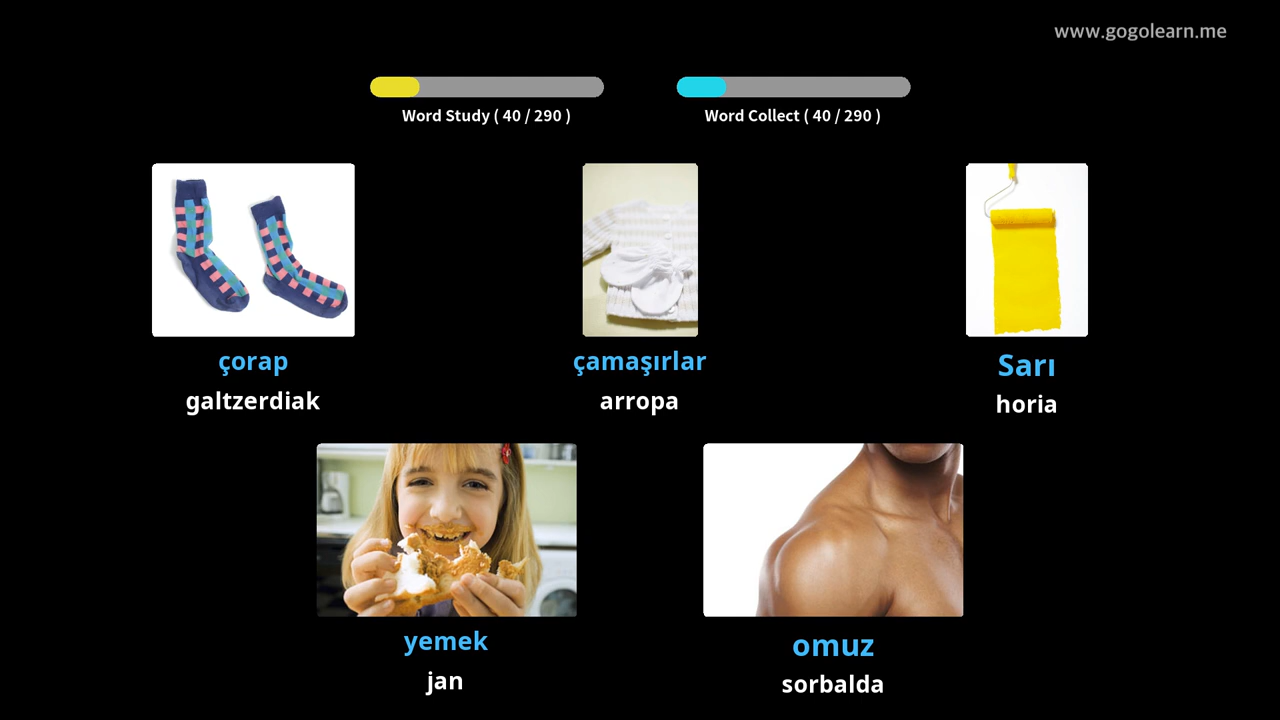 www.gogolearn.me
Word Study ( 40 / 290 )
Word Collect ( 40 / 290 )
çorap
galtzerdiak
çamaşırlar
arropa
Sarı
horia
yemek
jan
omuz
sorbalda